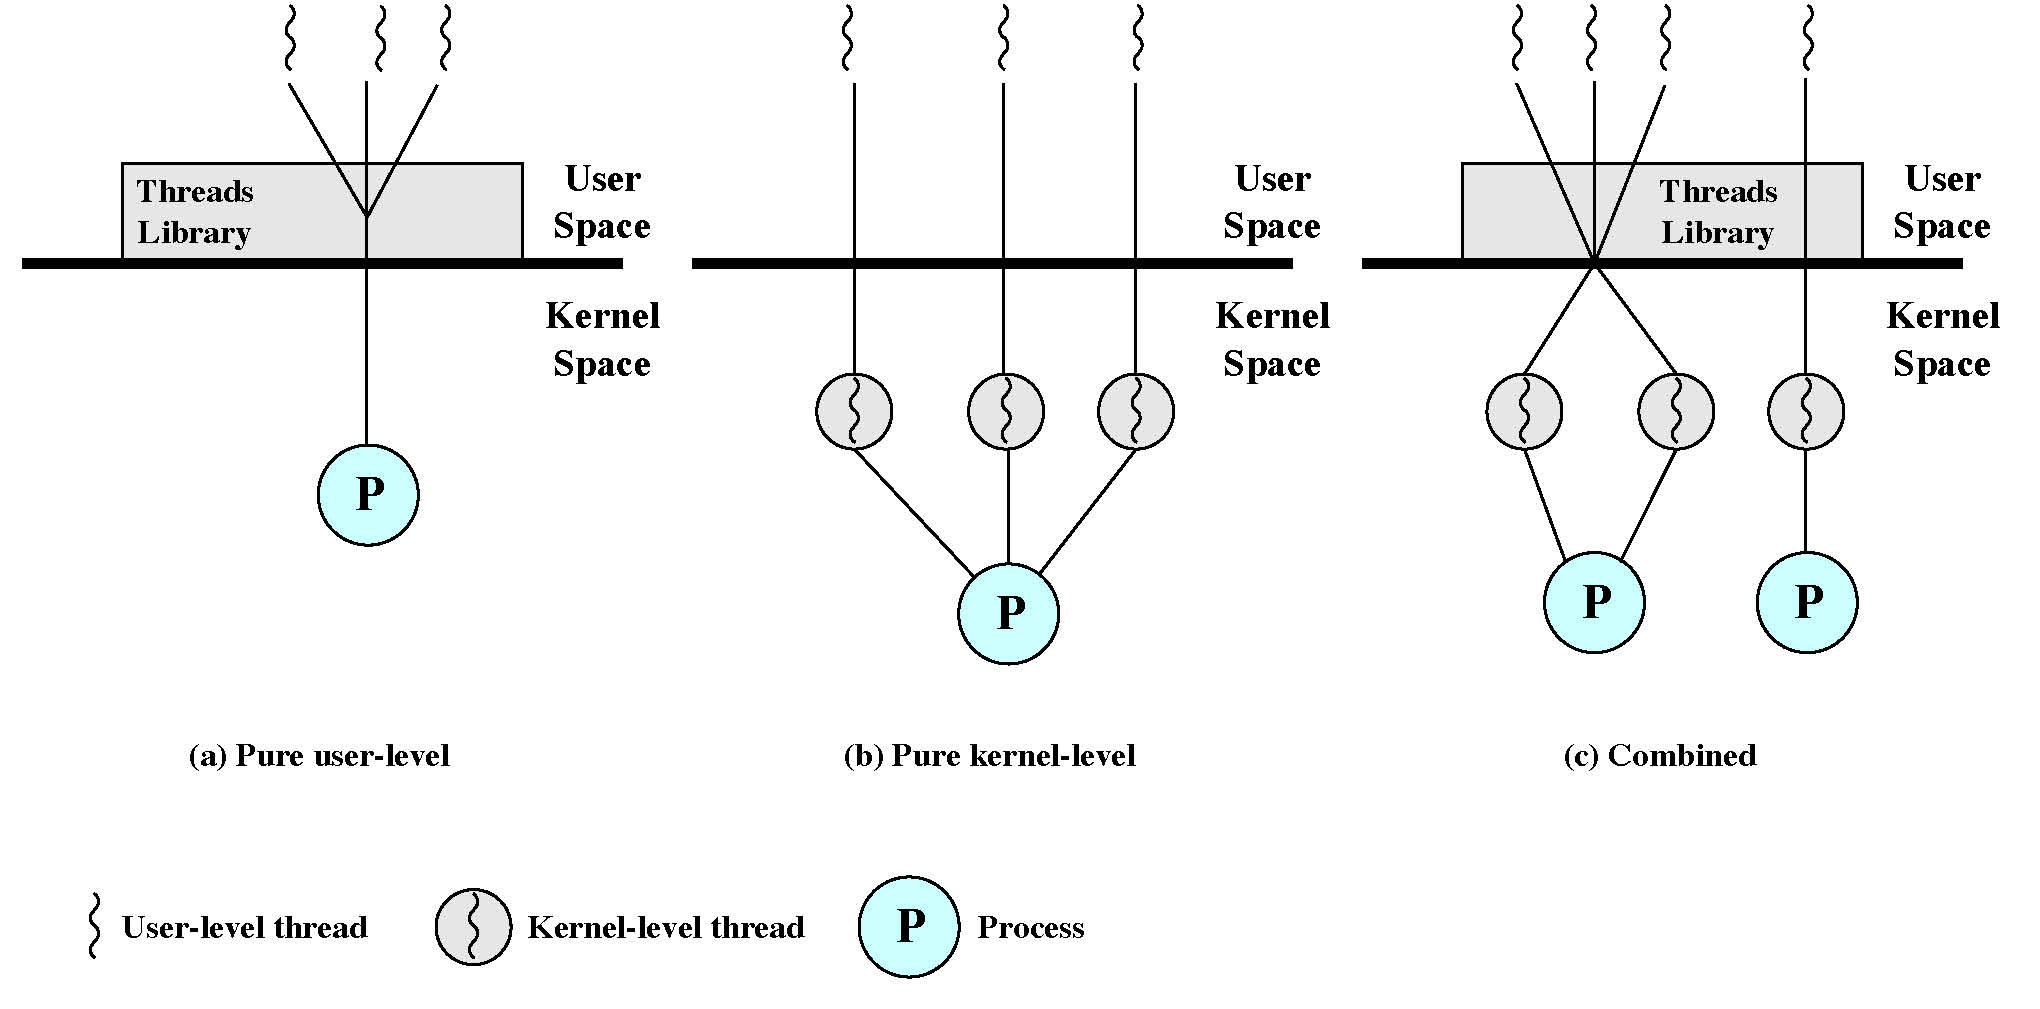 Threads
Library
User
Space
Kernel
Space
P
(a) Pure user-level
User
Space
Kernel
Space
P
(b) Pure kernel-level
Threads
Library
User
Space
Kernel
Space
P
P
(c) Combined
User-level thread
Kernel-level thread
P
Process